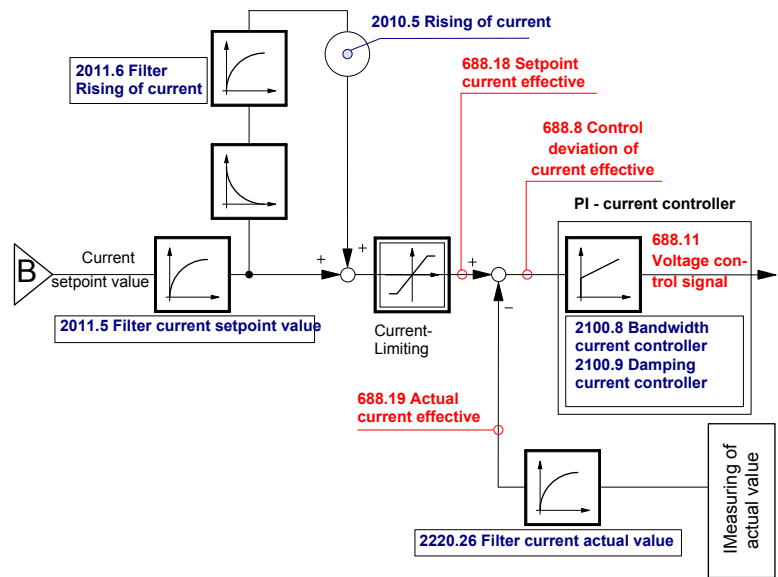 2010.5 Rising of current
2011.6 Filter
Rising of current
688.18 Setpoint
current effective
688.8 Control
deviation of
current effective
PI - current controller
B
Current
setpoint value
+
+
+
−
688.11
Voltage con-
trol signal
2011.5 Filter current setpoint value
Current-
Limiting
2100.8 Bandwidth
current controller
2100.9 Damping
current controller
688.19 Actual
current effective
2220.26 Filter current actual value
IMeasuring of
actual value